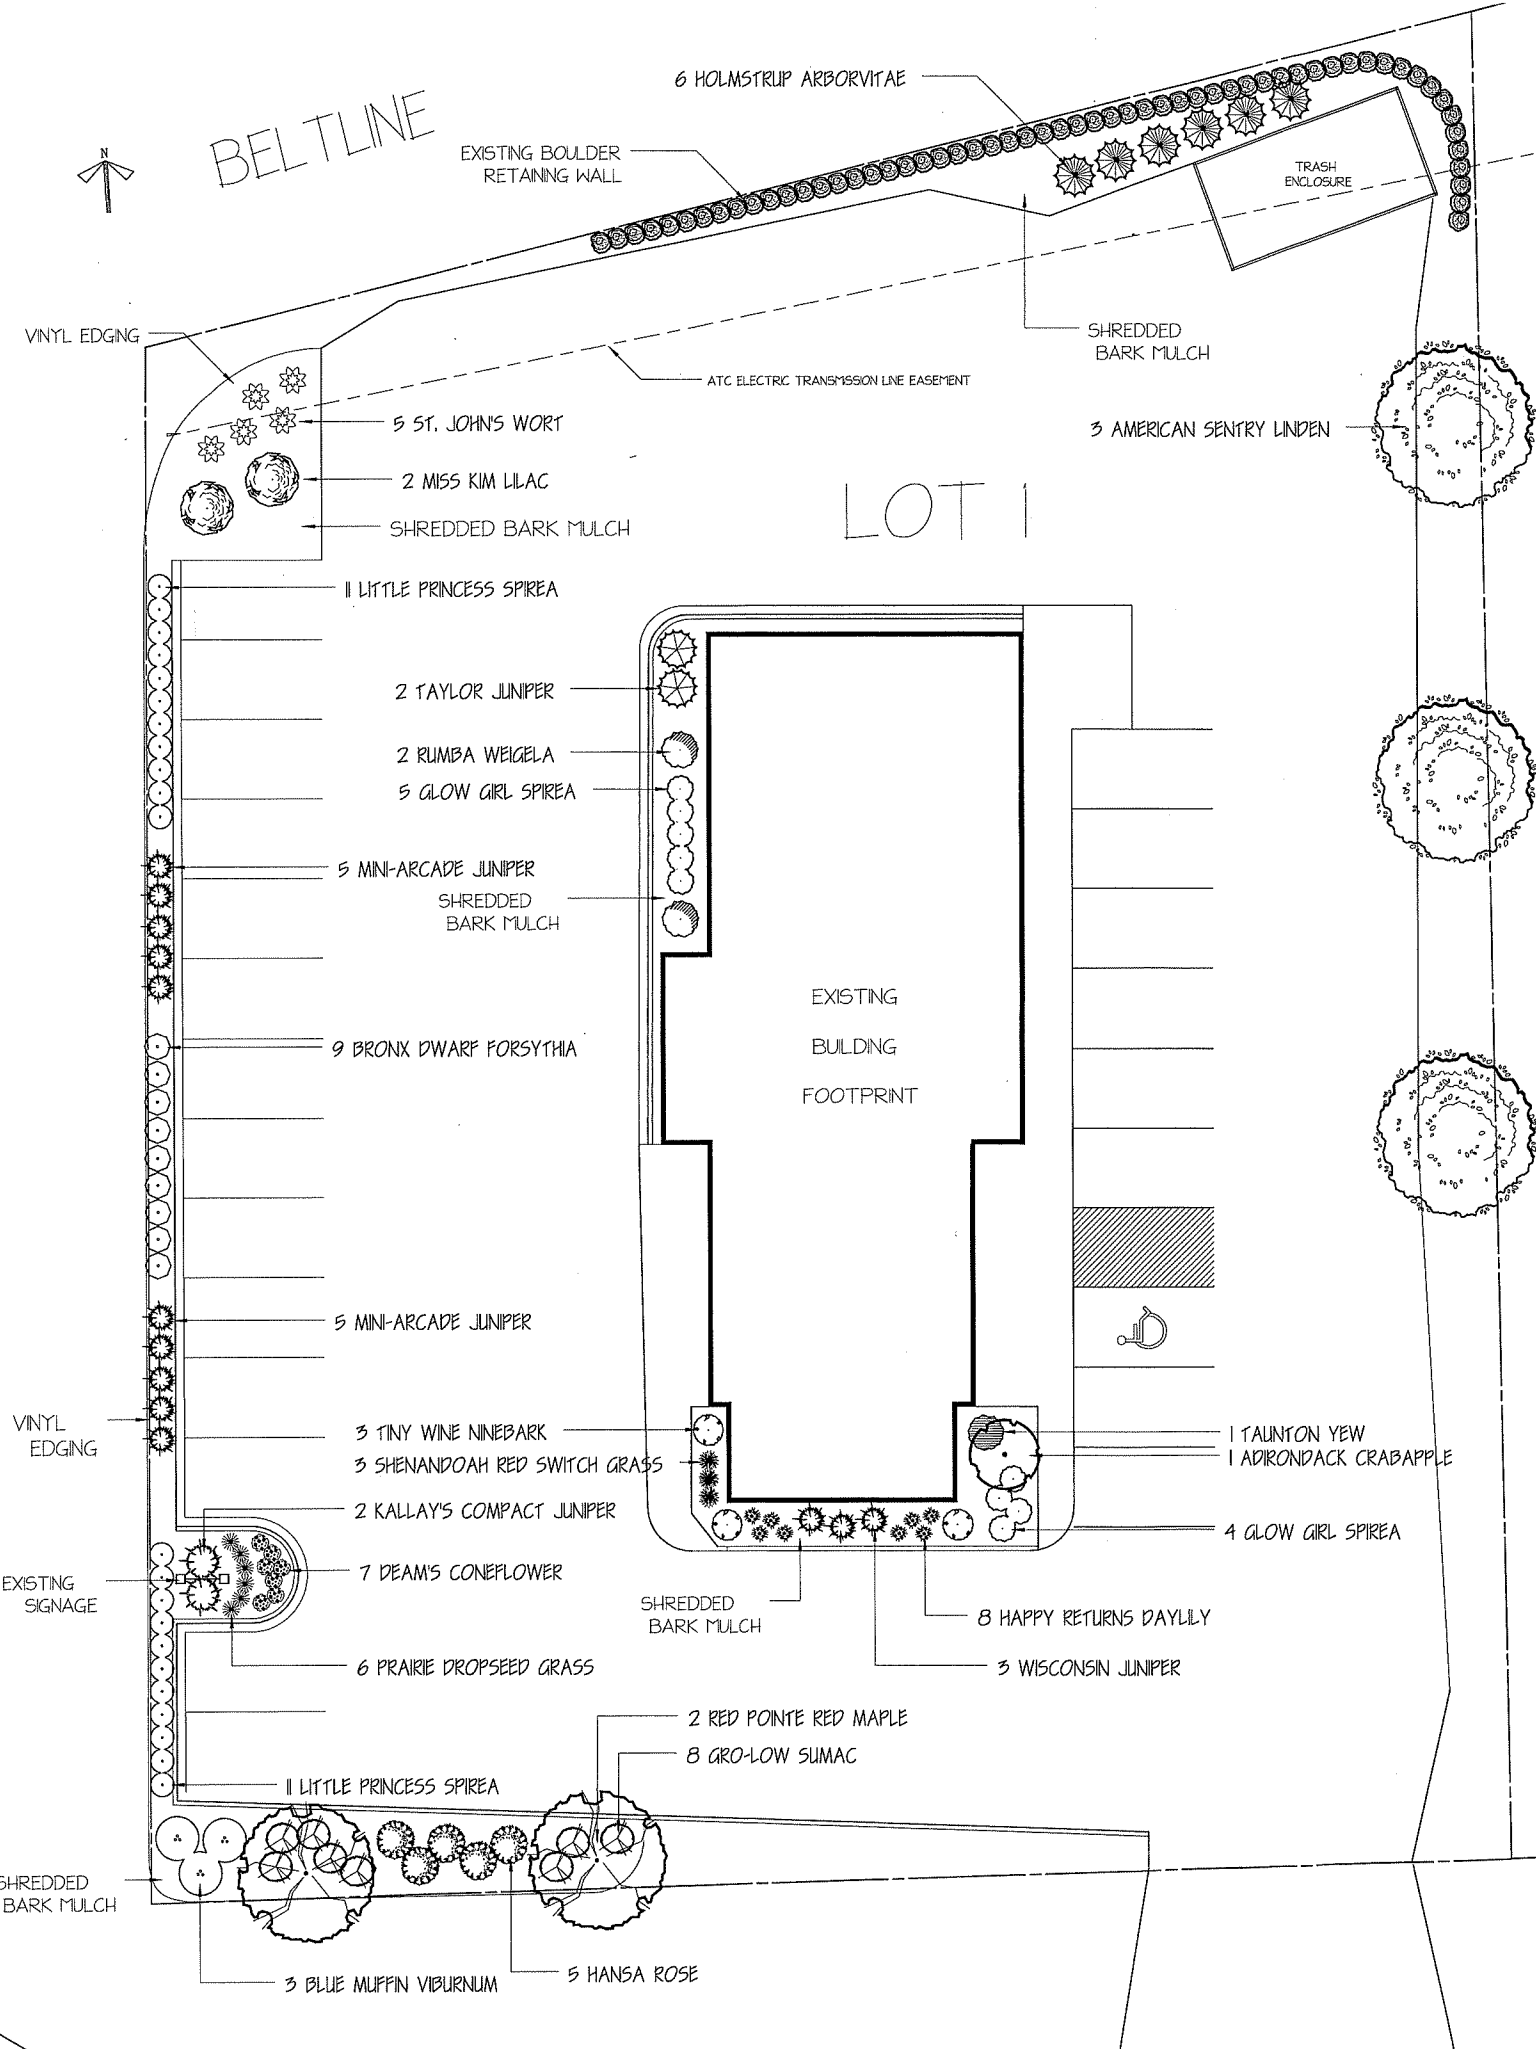 6 HOLMSTRUP ARBORVITAE
BELTLINE
N
EXISTING BOULDER
RETAINING WALL
TRASH
ENCLOSURE
VINYL EDGING
SHREDDED
BARK MULCH
ATC ELECTRIC TRANSMISSION LINE EASEMENT
5 ST. JOHN'S WORT
3 AMERICAN SENTRY LINDEN
2 MISS KIM LILAC
LOT 1
SHREDDED BARK MULCH
11 LITTLE PRINCESS SPIREA
2 TAYLOR JUNIPER
2 RUMBA WEIGELA
5 GLOW GIRL SPIREA
5 MINI-ARCADE JUNIPER
SHREDDED
BARK MULCH
EXISTING
BUILDING
FOOTPRINT
9 BRONX DWARF FORSYTHIA
5 MINI-ARCADE JUNIPER
VINYL
EDGING
3 TINY WINE NINEBARK
3 SHENANDOAH RED SWITCH GRASS
1 TAUNTON YEW
1 ADIRONDACK CRABAPPLE
2 KALLAY'S COMPACT JUNIPER
4 GLOW GIRL SPIREA
7 DEAM'S CONEFLOWER
EXISTING
SIGNAGE
SHREDDED
BARK MULCH
8 HAPPY RETURNS DAYLILY
6 PRAIRIE DROPSEED GRASS
3 WISCONSIN JUNIPER
2 RED POINTE RED MAPLE
8 GRO-LOW SUMAC
11 LITTLE PRINCESS SPIREA
SHREDDED
BARK MULCH
3 BLUE MUFFIN VIBURNUM
5 HANSA ROSE